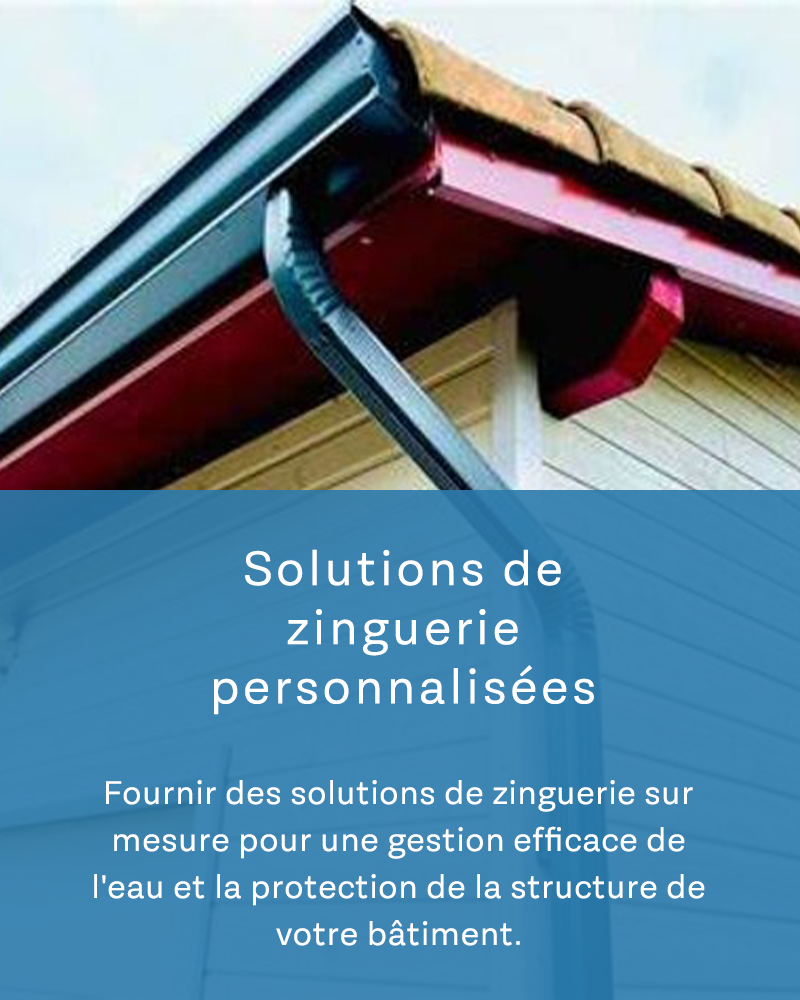 Solutions de
zinguerie
personnalisées
Fournir des solutions de zinguerie sur
mesure pour une gestion efficace de
l'eau et la protection de la structure de
votre bâtiment.